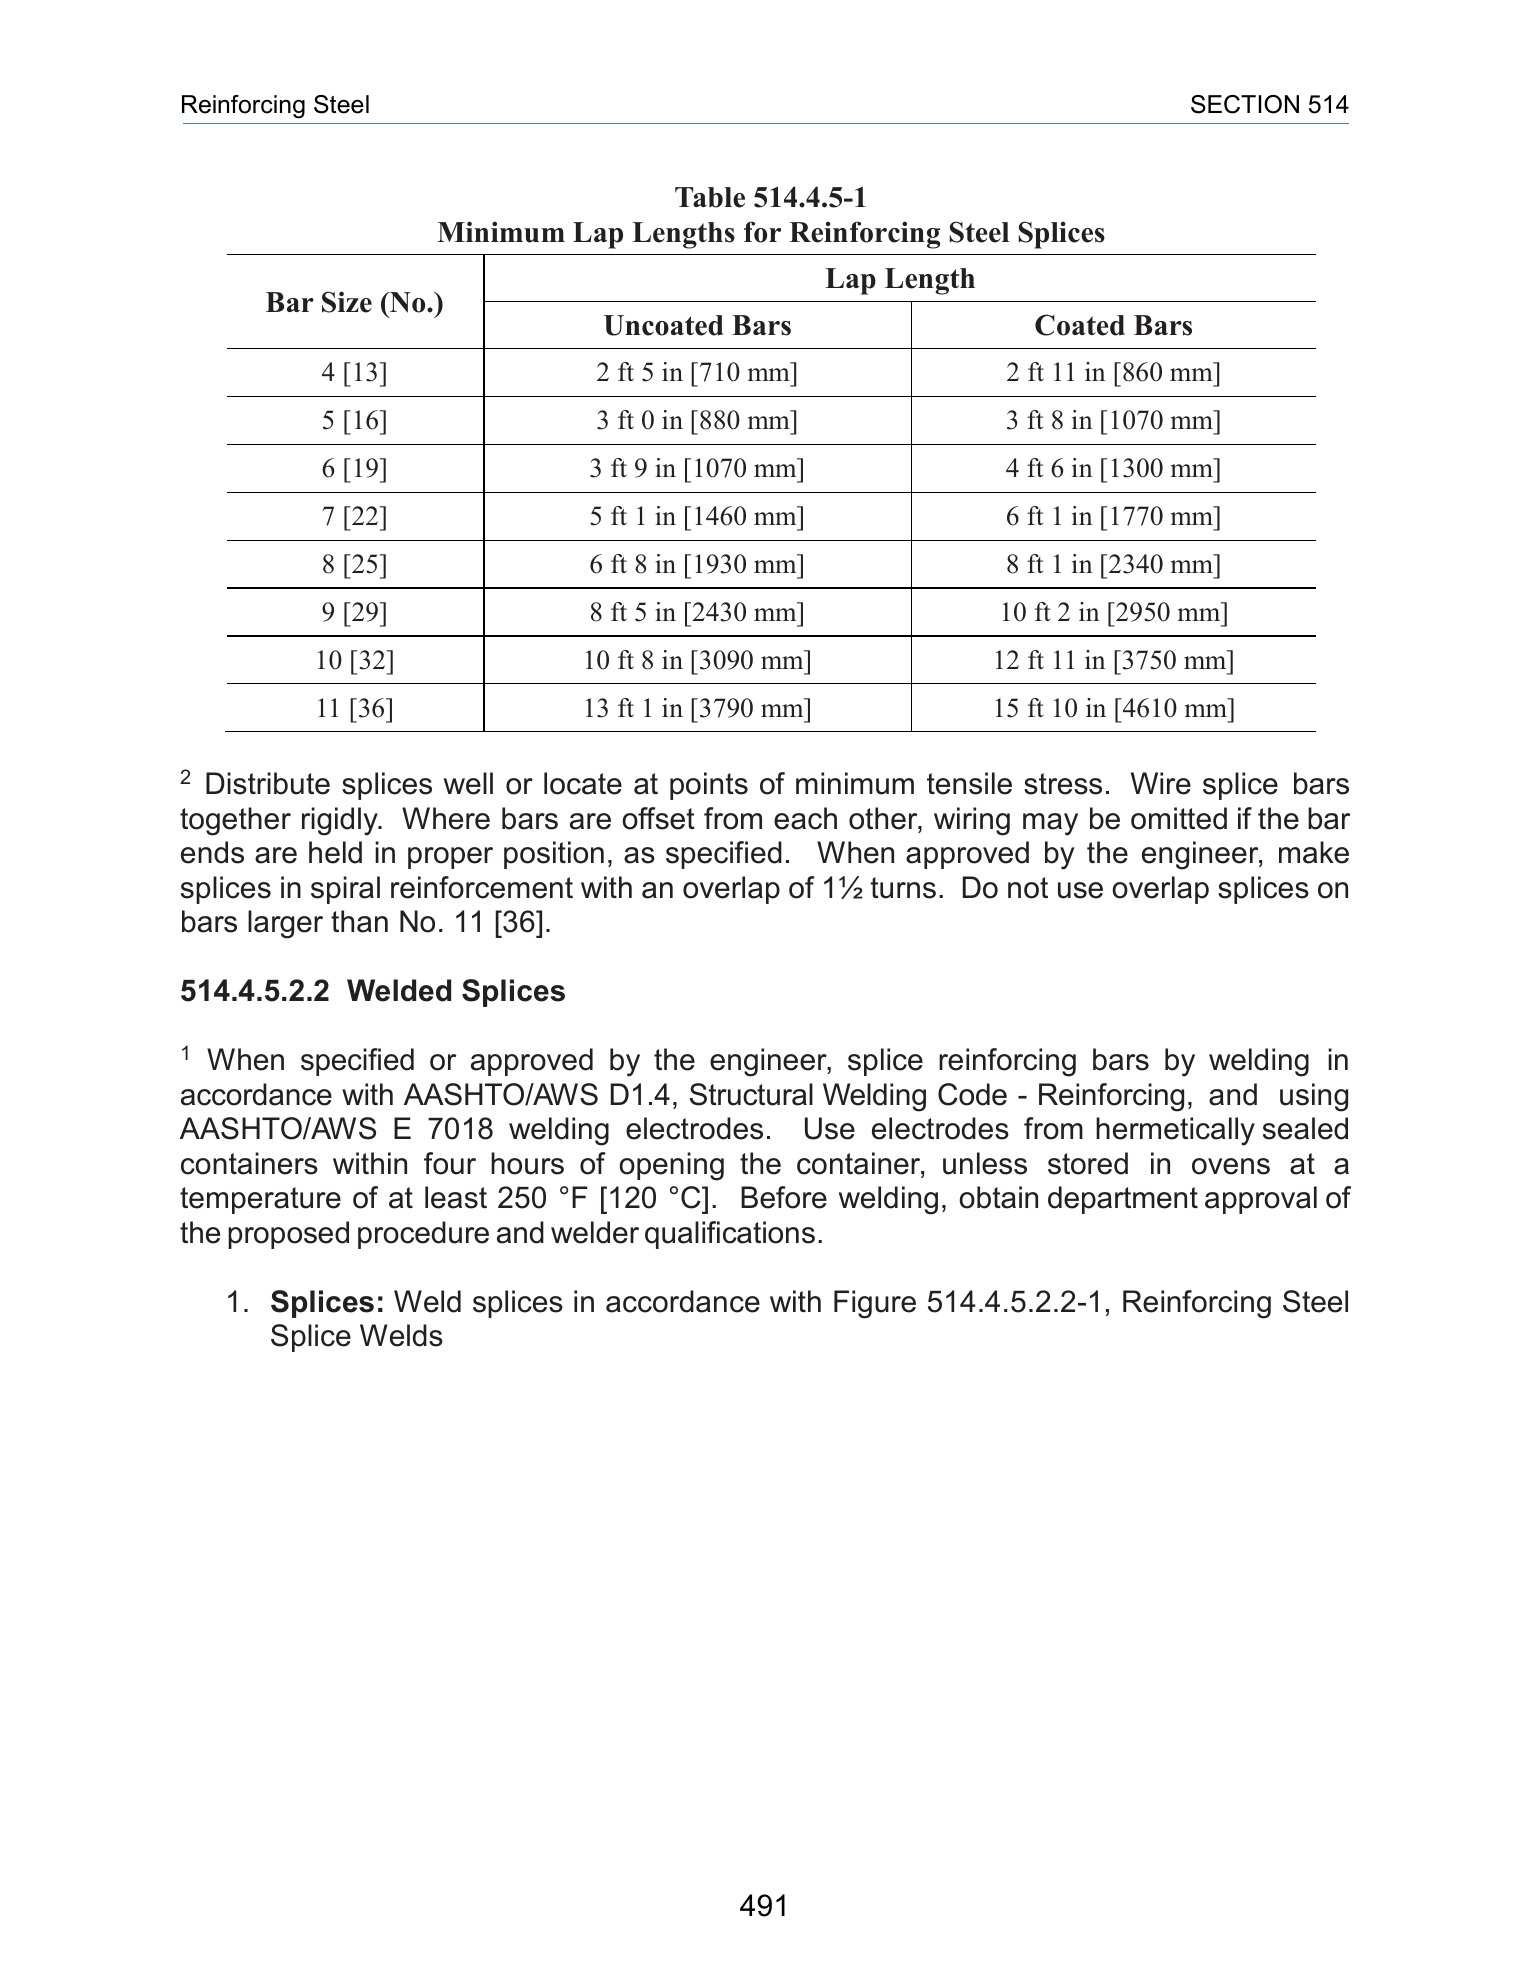 Reinforcing Steel SECTION 514
Table 514.4.5-1
Minimum Lap Lengths for Reinforcing Steel Splices
Bar Size (No.) Lap Length
Uncoated Bars Coated Bars
4 [13] 2 ft 5 in [710 mm] 2 ft 11 in [860 mm]
5 [16] 3 ft 0 in [880 mm] 3 ft 8 in [1070 mm]
6 [19] 3 ft 9 in [1070 mm] 4 ft 6 in [1300 mm]
7 [22] 5 ft 1 in [1460 mm] 6 ft 1 in [1770 mm]
8 [25] 6 ft 8 in [1930 mm] 8 ft 1 in [2340 mm]
9 [29] 8 ft 5 in [2430 mm] 10 ft 2 in [2950 mm]
10 [32] 10 ft 8 in [3090 mm] 12 ft 11 in [3750 mm]
11 [36] 13 ft 1 in [3790 mm] 15 ft 10 in [4610 mm]
2 Distribute splices well or locate at points of minimum tensile stress. Wire splice bars
together rigidly. Where bars are offset from each other, wiring may be omitted if the bar
ends are held in proper position, as specified. When approved by the engineer, make
splices in spiral reinforcement with an overlap of 1½ turns. Do not use overlap splices on
bars larger than No. 11 [36].
514.4.5.2.2 Welded Splices
1 When specified or approved by the engineer, splice reinforcing bars by welding in
accordance with AASHTO/AWS D1.4, Structural Welding Code - Reinforcing, and using
AASHTO/AWS E 7018 welding electrodes. Use electrodes from hermetically sealed
containers within four hours of opening the container, unless stored in ovens at a
temperature of at least 250 °F [120 °C]. Before welding, obtain department approval of
the proposed procedure and welder qualifications.
1. Splices: Weld splices in accordance with Figure 514.4.5.2.2-1, Reinforcing Steel
Splice Welds
491